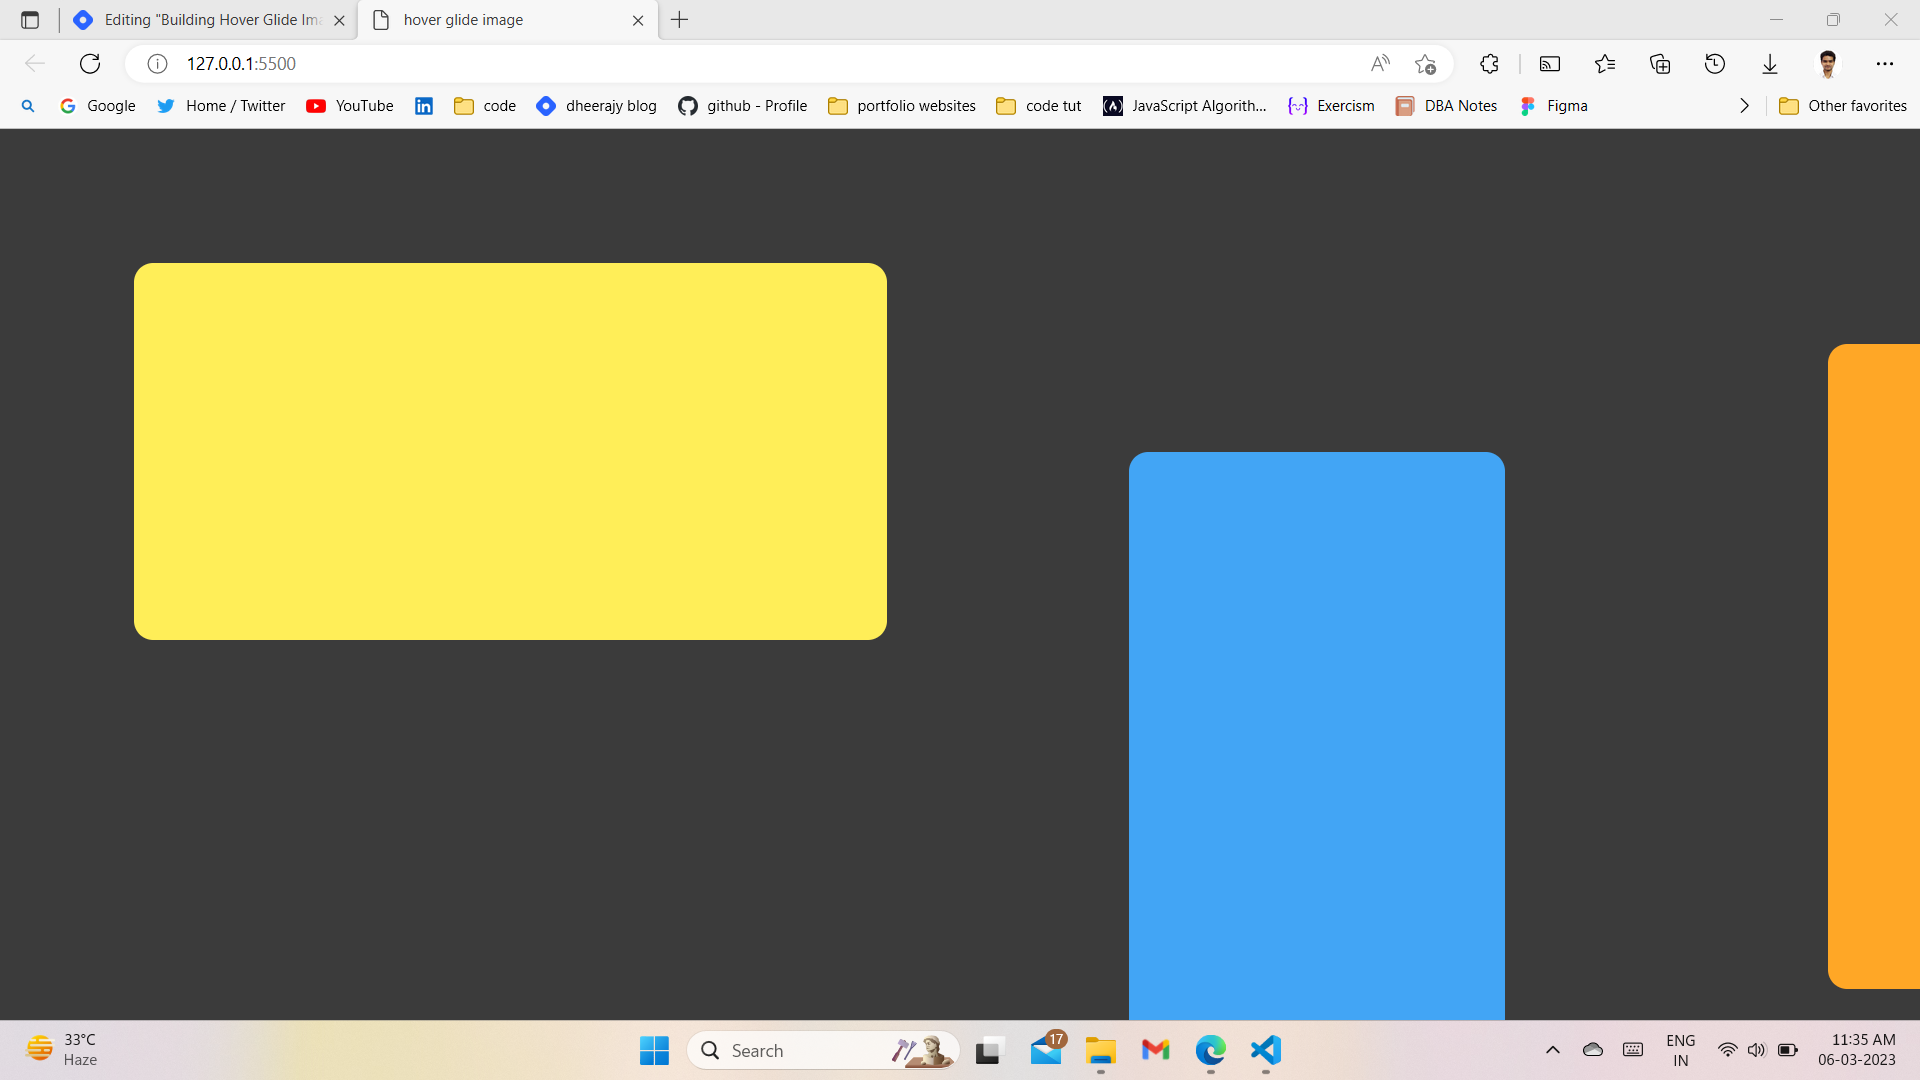 Editing "Building Hover Glide Ima
hover glide image
127.0.0.1:5500
Google
Home / Twitter
YouTube
code
dheerajy blog
github - Profile
portfolio websites
code tut
JavaScript Algorith...
Exercism
DBA Notes
Figma
Other favorites
33°C
Haze
Search
17
ENG
IN
11:35 AM
06-03-2023